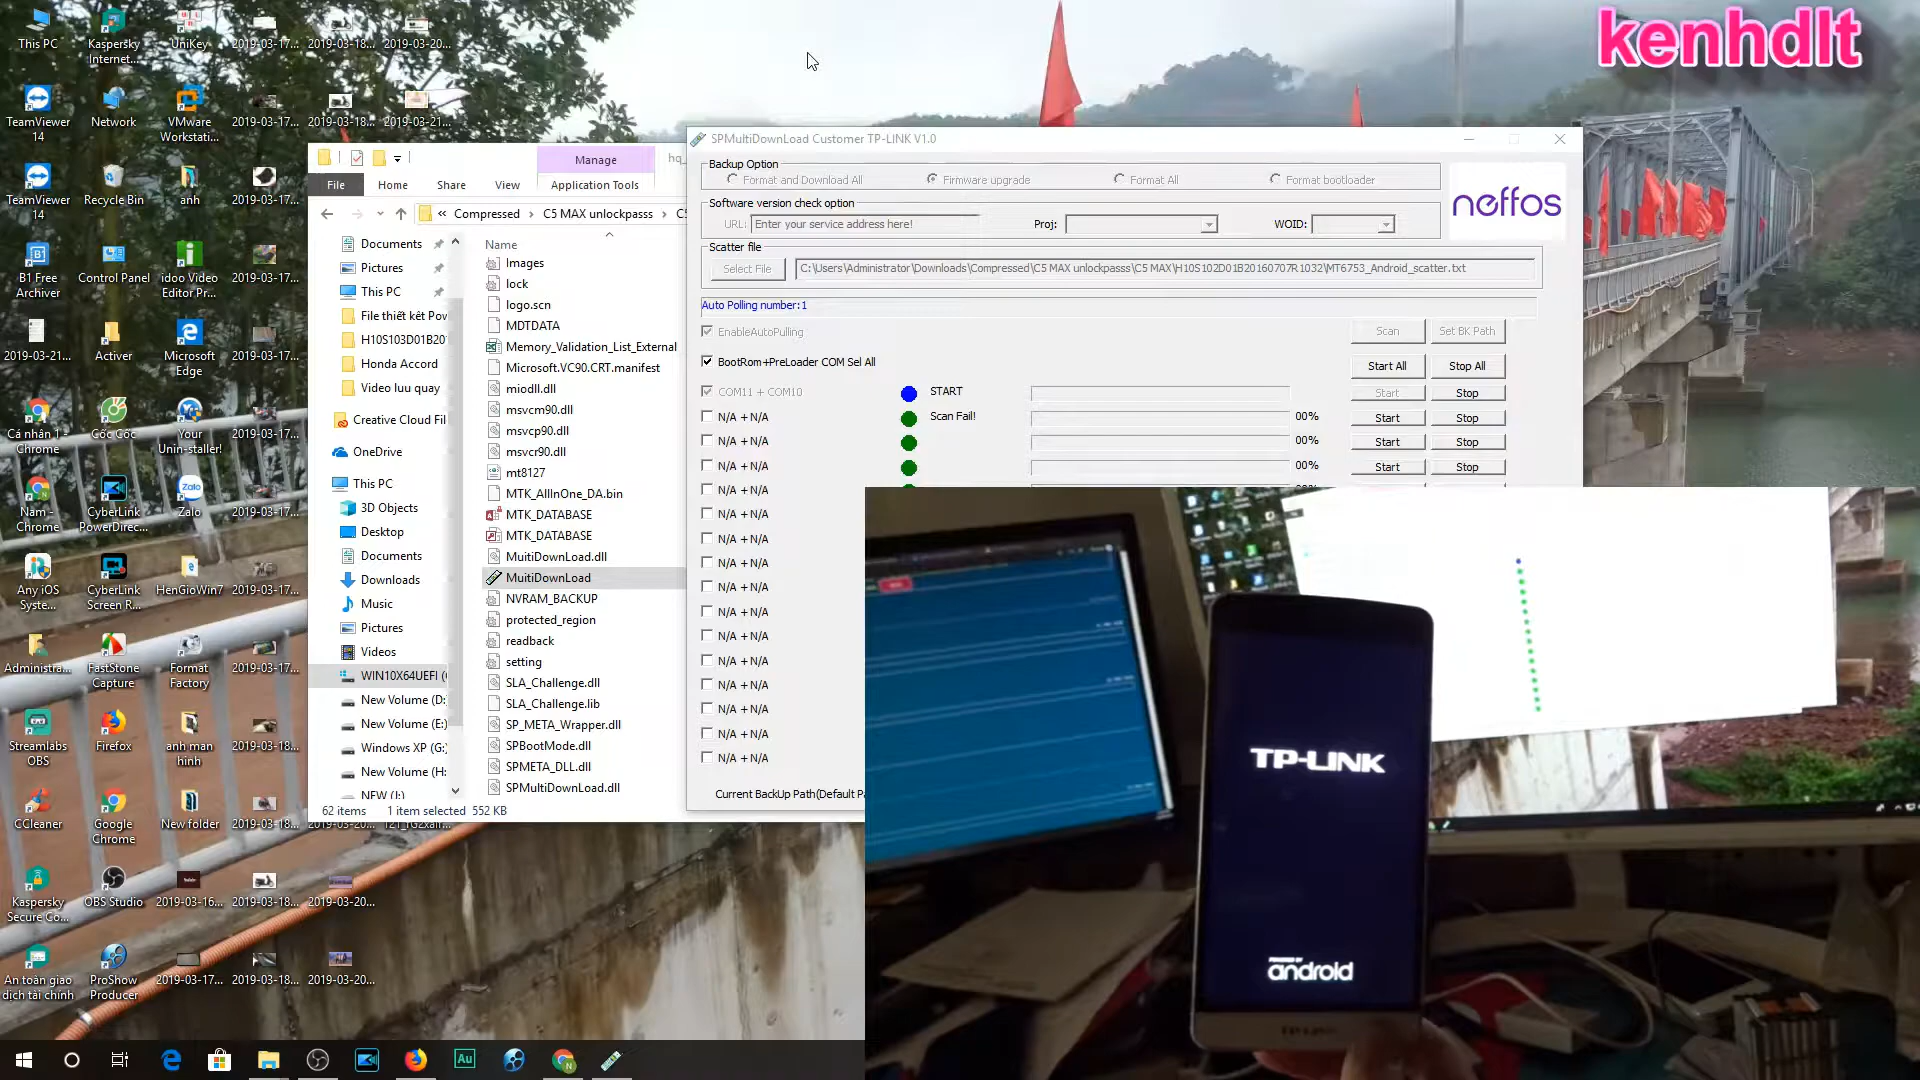 kenhdlt
This PC
Kaspersky Internet...
UniKey
2019-03-17...
2019-03-18...
2019-03-20...
TeamViewer 14
Network
VMware Workstati...
2019-03-17...
2019-03-18...
2019-03-21...
TeamViewer 14
Recycle Bin
anh
2019-03-17...
B1 Free Archiver
Control Panel
idoo Video Editor Pr...
2019-03-17...
2019-03-21...
Activer
Microsoft Edge
2019-03-17...
Cá nhân 1 - Chrome
Cốc Cốc
Your Unin-staller!
2019-03-17...
Nam - Chrome
CyberLink PowerDirec...
Zalo
2019-03-17...
Any iOS Syste...
CyberLink Screen R...
HenGioWin7
2019-03-17...
Administra...
FastStone Capture
Format Factory
2019-03-17...
Streamlabs OBS
Firefox
anh man hinh
2019-03-18...
CCleaner
Google Chrome
New folder
2019-03-18...
2019-03-20...
Kaspersky Secure Co...
OBS Studio
2019-03-16...
2019-03-18...
2019-03-20...
An toàn giao dịch tài chính
ProShow Producer
2019-03-17...
2019-03-18...
2019-03-20...
Manage
hq_
File
Home
Share
View
Application Tools
« Compressed › C5 MAX unlockpasss › C5
Documents
Pictures
This PC
File thiết kêt Pow
H10S103D01B20
Honda Accord
Video luu quay
Creative Cloud Fil
OneDrive
This PC
3D Objects
Desktop
Documents
Downloads
Music
Pictures
Videos
WIN10X64UEFI (
New Volume (D:
New Volume (E:)
Windows XP (G:
New Volume (H:
NEW (I:)
Name
Images
lock
logo.scn
MDTDATA
Memory_Validation_List_External
Microsoft.VC90.CRT.manifest
miodll.dll
msvcm90.dll
msvcp90.dll
msvcr90.dll
mt8127
MTK_AllInOne_DA.bin
MTK_DATABASE
MTK_DATABASE
MuitiDownLoad.dll
MuitiDownLoad
NVRAM_BACKUP
protected_region
readback
setting
SLA_Challenge.dll
SLA_Challenge.lib
SP_META_Wrapper.dll
SPBootMode.dll
SPMETA_DLL.dll
SPMultiDownLoad.dll
62 items
1 item selected 552 KB
SPMultiDownLoad Customer TP-LINK V1.0
Backup Option
Format and Download All
Firmware upgrade
Format All
Format bootloader
neffos
Software version check option
URL: Enter your service address here!
Proj:
WOID:
Scatter file
Select File
C:\Users\Administrator\Downloads\Compressed\C5 MAX unlockpasss\C5 MAX\H10S102D01B20160707R1032\MT6753_Android_scatter.txt
Auto Polling number:1
EnableAutoPulling
Scan
Set BK Path
BootRom+PreLoader COM Sel All
Start All
Stop All
COM11 + COM10
START
Start
Stop
N/A + N/A
Scan Fail!
00%
Start
Stop
N/A + N/A
00%
Start
Stop
N/A + N/A
00%
Start
Stop
N/A + N/A
N/A + N/A
N/A + N/A
N/A + N/A
N/A + N/A
N/A + N/A
N/A + N/A
N/A + N/A
N/A + N/A
N/A + N/A
N/A + N/A
N/A + N/A
Current BackUp Path(Default Pa
TP-LINK
android
Au